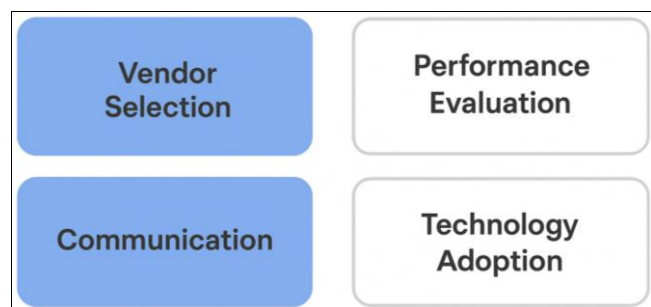 Vendor
Selection
Performance
Evaluation
Communication
Technology
Adoption